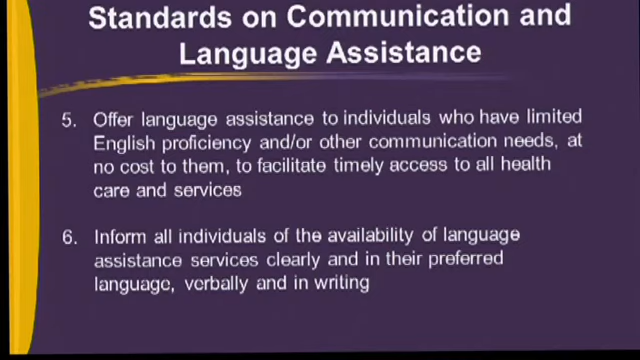 Standards on Communication and
Language Assistance
5. Offer language assistance to individuals who have limited
English proficiency and/or other communication needs, at
no cost to them, to facilitate timely access to all health
care and services
6. Inform all individuals of the availability of language
assistance services clearly and in their preferred
language, verbally and in writing